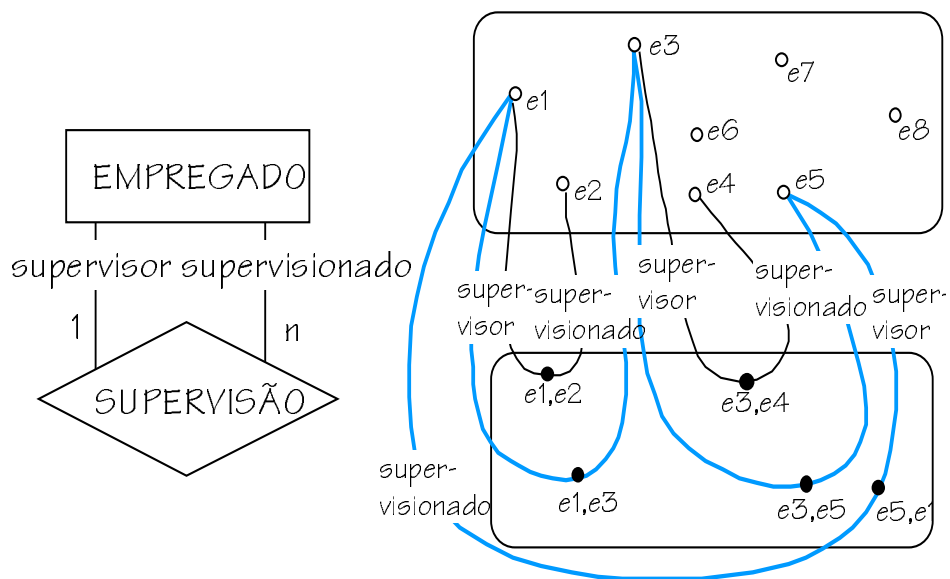 EMPREGADO
supervisor supervisionado
1
n
SUPERVISÃO
e1
e3
e7
e8
e6
e2
e4
e5
super-
visor
super-
visionado
super-
visor
super-
visionado
super-
visor
e1,e2
e3,e4
super-
visionado
e1,e3
e3,e5
e5,e1